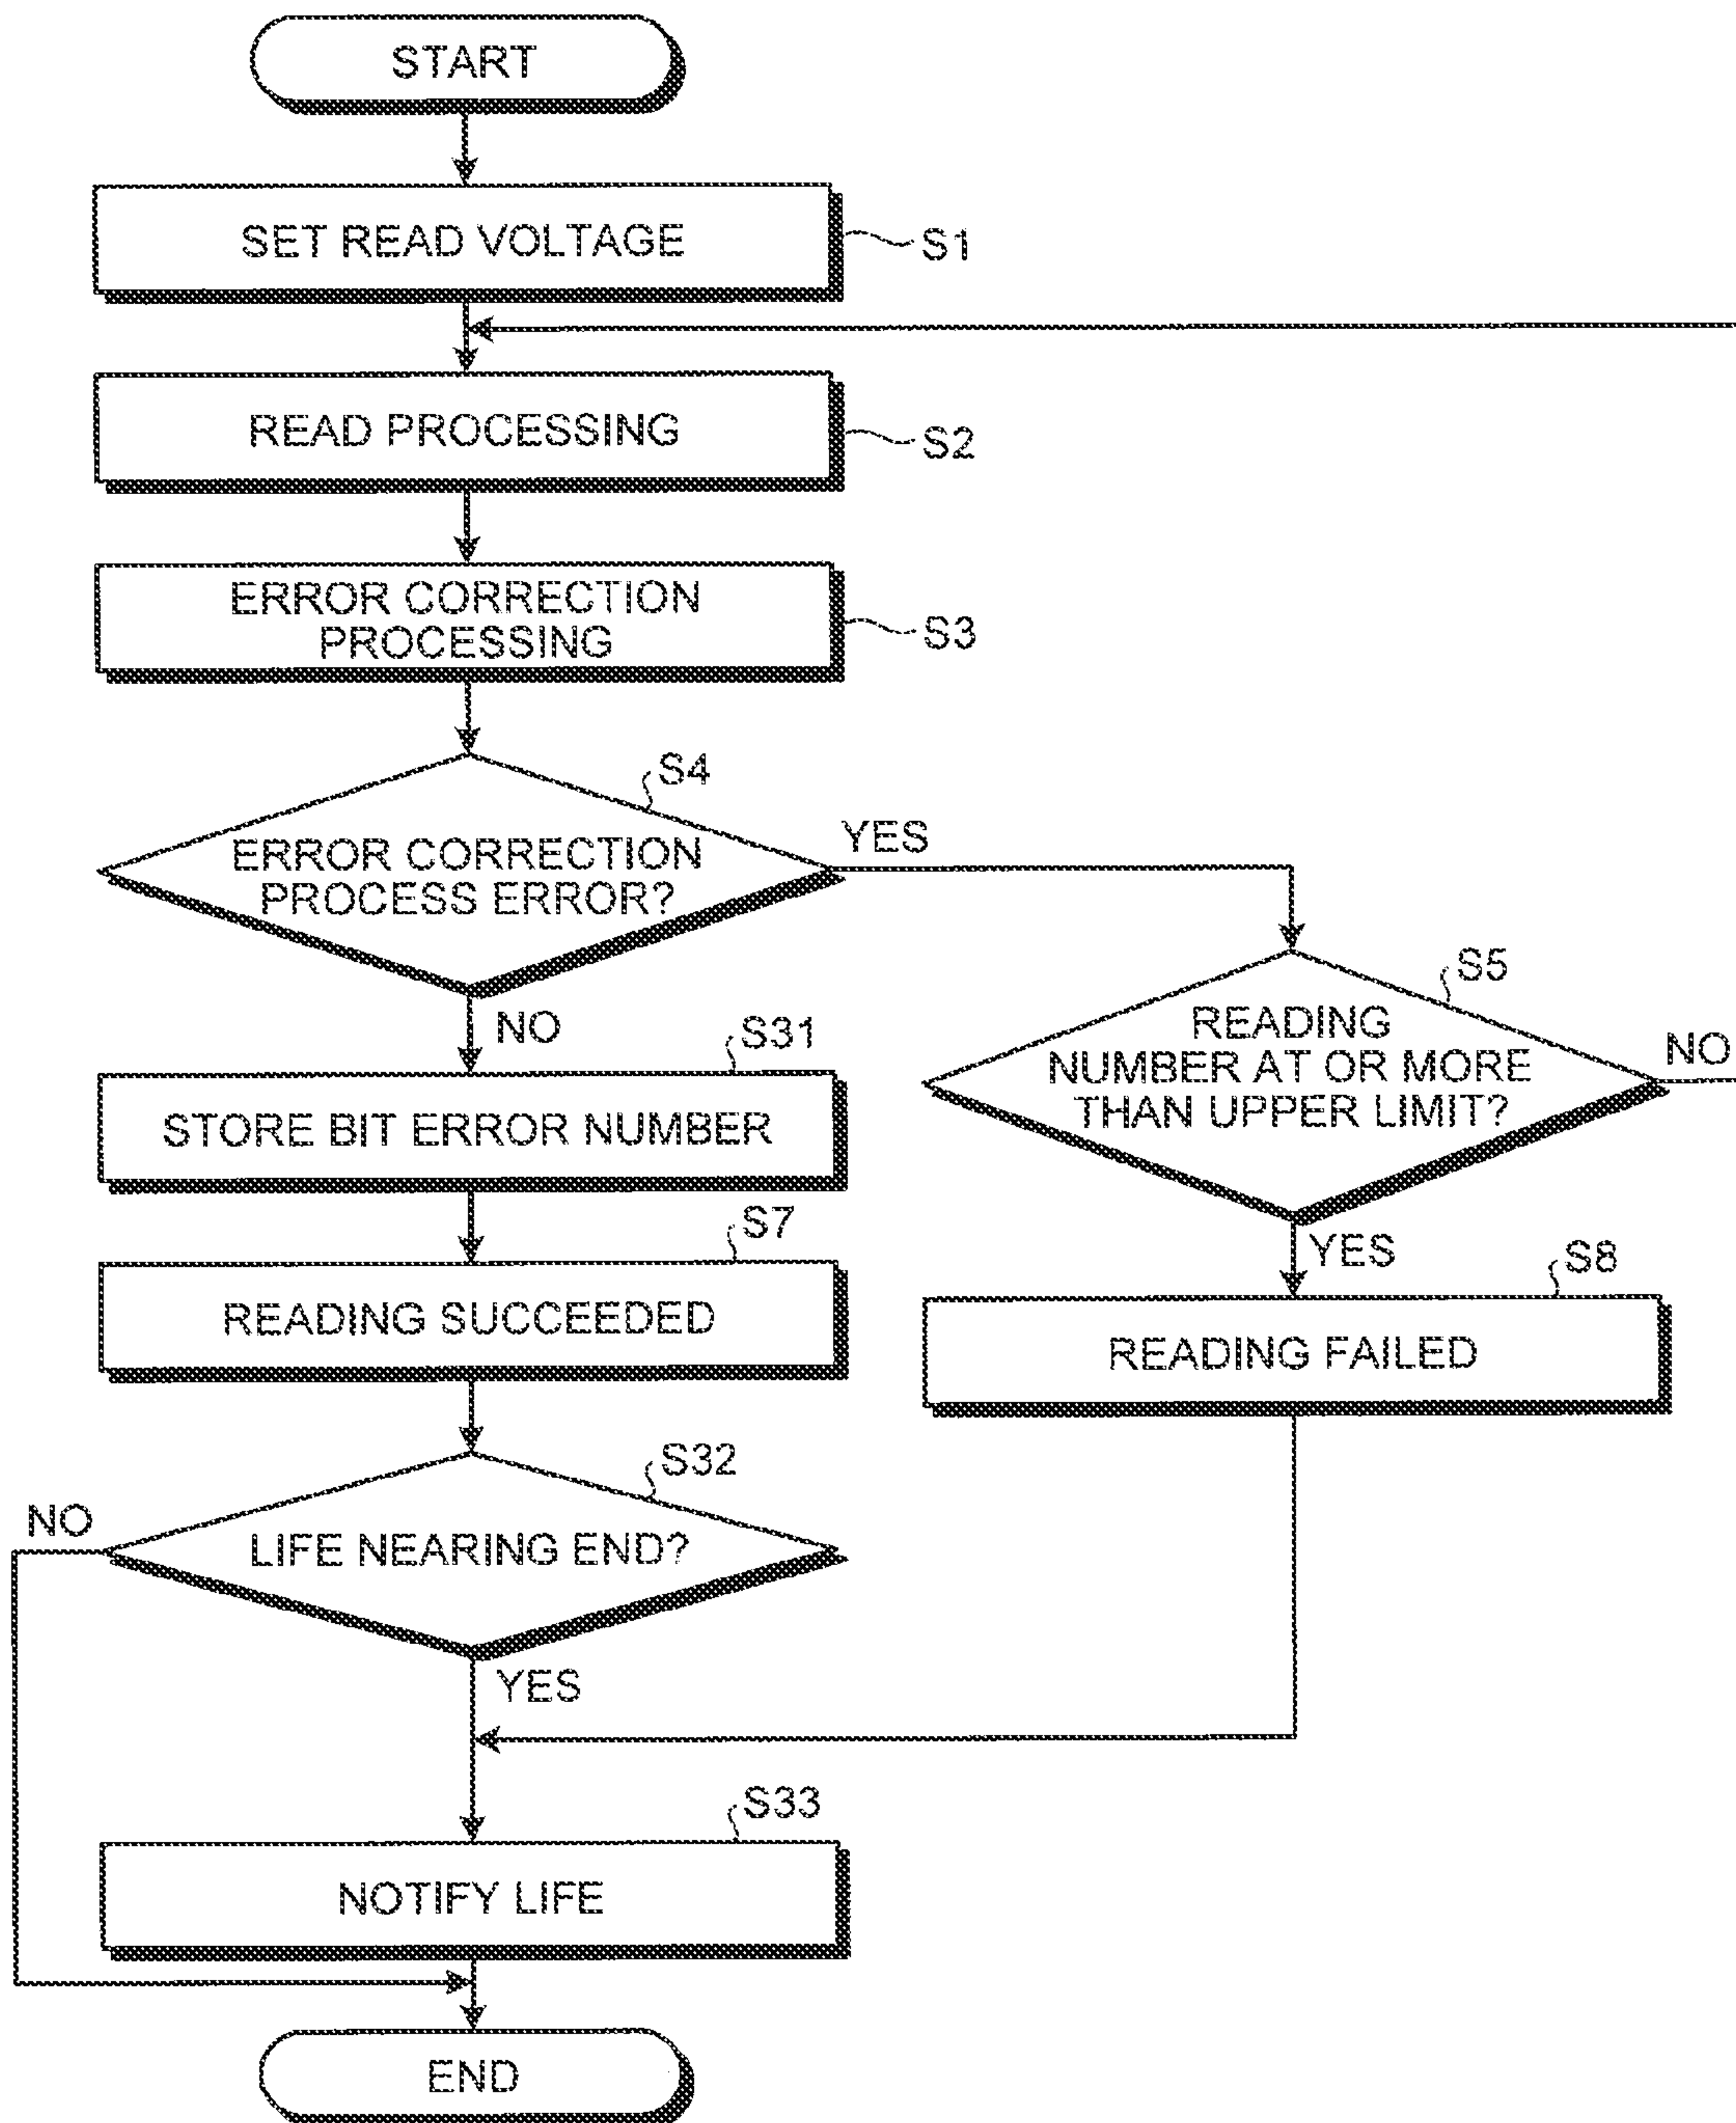 START
SET READ VOLTAGE
S1
READ PROCESSING
S2
ERROR CORRECTION
PROCESSING
S3
S4
ERROR CORRECTION
PROCESS ERROR?
YES
NO
S5
READING
NUMBER AT OR MORE
THAN UPPER LIMIT?
NO
YES
S31
STORE BIT ERROR NUMBER
S7
READING SUCCEEDED
S8
READING FAILED
S32
LIFE NEARING END?
NO
YES
S33
NOTIFY LIFE
END